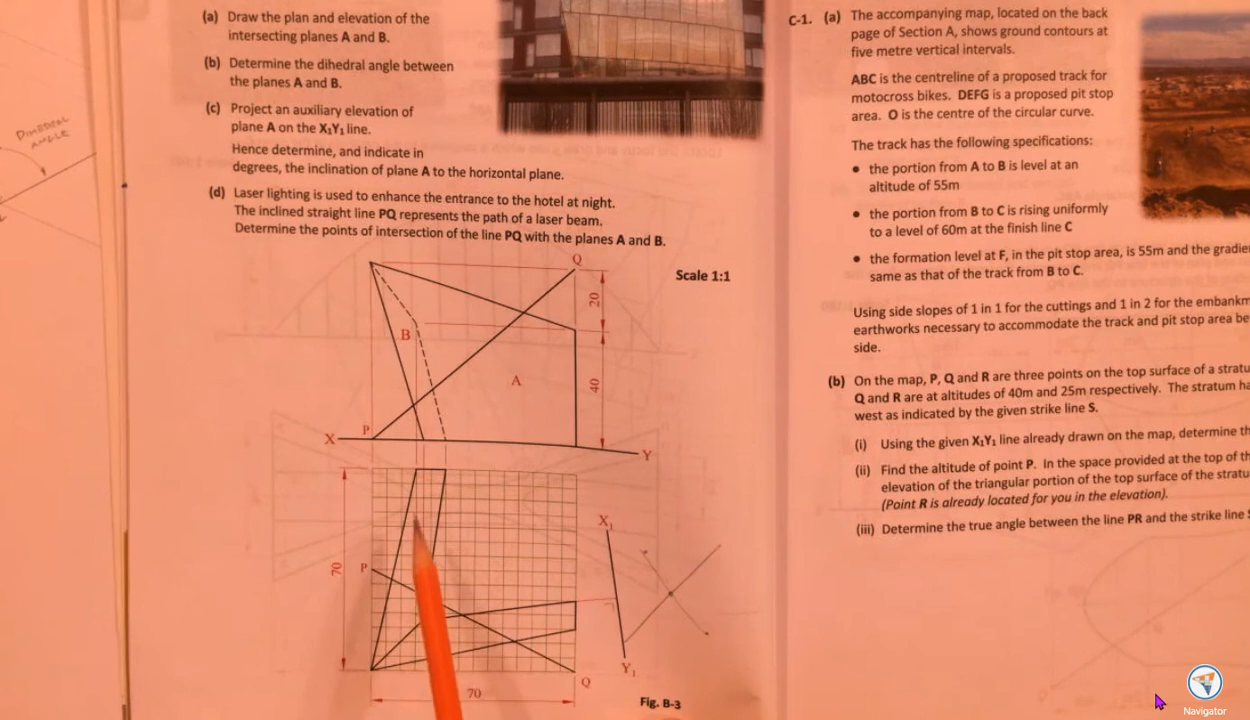 (a) Draw the plan and elevation of the
intersecting planes A and B.
(b) Determine the dihedral angle between
the planes A and B.
(c) Project an auxiliary elevation of
plane A on the X₁Y₁ line.
Hence determine, and indicate in
degrees, the inclination of plane A to the horizontal plane.
(d) Laser lighting is used to enhance the entrance to the hotel at night.
The inclined straight line PQ represents the path of a laser beam.
Determine the points of intersection of the line PQ with the planes A and B.
DIHEDRAL
ANGLE
Scale 1:1
Q
20
B
A
40
P
X
Y
X₁
70
P
Y₁
Q
70
Fig. B-3
C-1. (a) The accompanying map, located on the back
page of Section A, shows ground contours at
five metre vertical intervals.
ABC is the centreline of a proposed track for
motocross bikes. DEFG is a proposed pit stop
area. O is the centre of the circular curve.
The track has the following specifications:
• the portion from A to B is level at an
altitude of 55m
• the portion from B to C is rising uniformly
to a level of 60m at the finish line C
• the formation level at F, in the pit stop area, is 55m and the gradie
same as that of the track from B to C.
Using side slopes of 1 in 1 for the cuttings and 1 in 2 for the embankm
earthworks necessary to accommodate the track and pit stop area be
side.
(b) On the map, P, Q and R are three points on the top surface of a stratu
Q and R are at altitudes of 40m and 25m respectively. The stratum ha
west as indicated by the given strike line S.
(i) Using the given X₁Y₁ line already drawn on the map, determine th
(ii) Find the altitude of point P. In the space provided at the top of th
elevation of the triangular portion of the top surface of the stratu
(Point R is already located for you in the elevation).
(iii) Determine the true angle between the line PR and the strike line S
Navigator